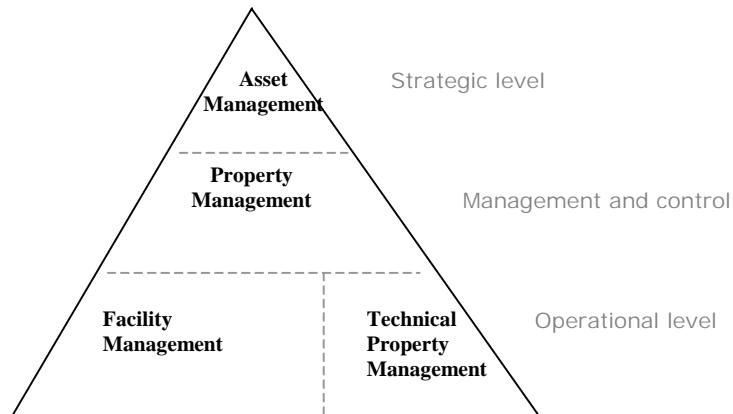 Asset
Management
Strategic level
Property
Management
Management and control
Facility
Management
Technical
Property
Management
Operational level